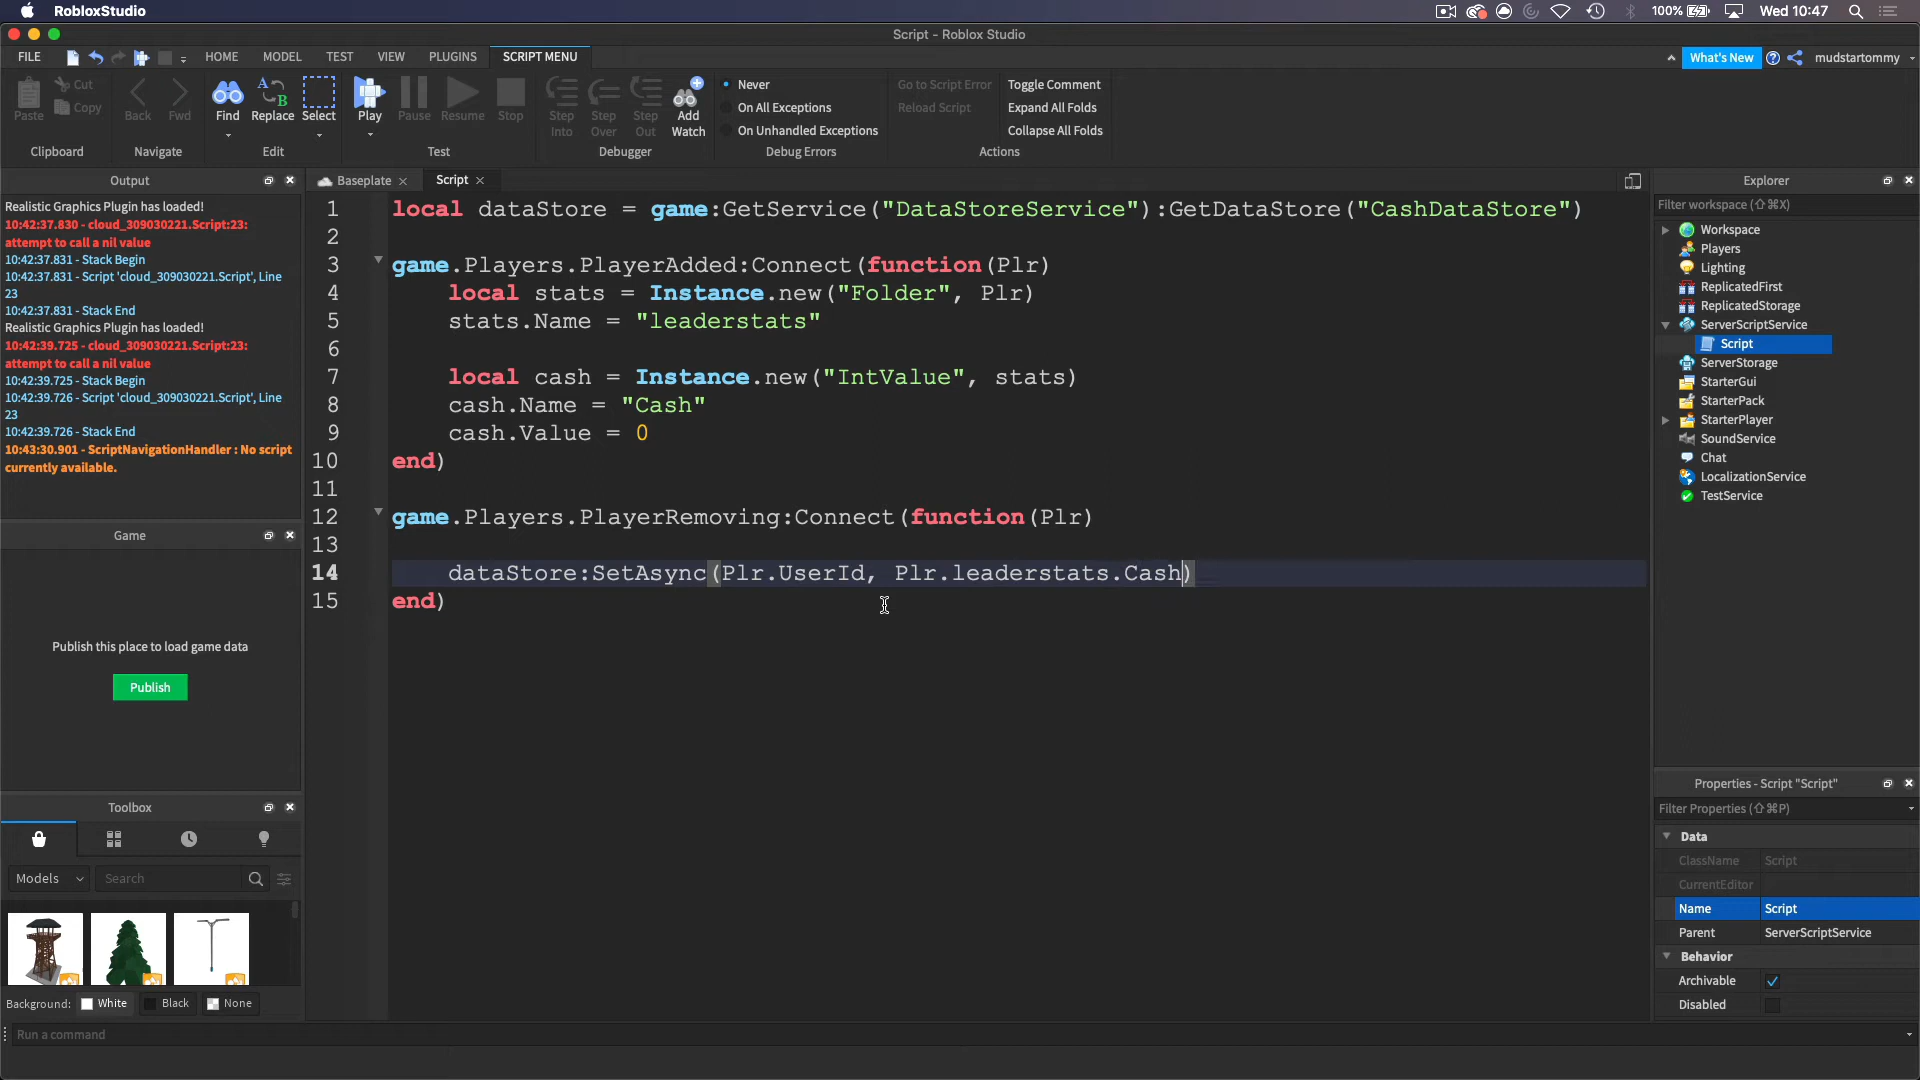 RobloxStudio
100%
Wed 10:47
Script - Roblox Studio
FILE
HOME
MODEL
TEST
VIEW
PLUGINS
SCRIPT MENU
What's New
mudstartommy
Paste
Cut
Copy
Clipboard
Back
Fwd
Navigate
Find
Replace
Select
Edit
Play
Pause
Resume
Stop
Test
Step Into
Step Over
Step Out
Add Watch
Debugger
Never
On All Exceptions
On Unhandled Exceptions
Debug Errors
Go to Script Error
Reload Script
Toggle Comment
Expand All Folds
Collapse All Folds
Actions
Output
Realistic Graphics Plugin has loaded!
10:42:37.830 - cloud_309030221.Script:23:
attempt to call a nil value
10:42:37.831 - Stack Begin
10:42:37.831 - Script 'cloud_309030221.Script', Line
23
10:42:37.831 - Stack End
Realistic Graphics Plugin has loaded!
10:42:39.725 - cloud_309030221.Script:23:
attempt to call a nil value
10:42:39.725 - Stack Begin
10:42:39.726 - Script 'cloud_309030221.Script', Line
23
10:42:39.726 - Stack End
10:43:30.901 - ScriptNavigationHandler : No script
currently available.
Game
Publish this place to load game data
Publish
Toolbox
Models
Search
Background:
White
Black
None
Run a command
Baseplate
Script
1 local dataStore = game:GetService("DataStoreService"):GetDataStore("CashDataStore")
2
3 game.Players.PlayerAdded:Connect(function(Plr)
4 local stats = Instance.new("Folder", Plr)
5 stats.Name = "leaderstats"
6
7 local cash = Instance.new("IntValue", stats)
8 cash.Name = "Cash"
9 cash.Value = 0
10 end)
11
12 game.Players.PlayerRemoving:Connect(function(Plr)
13
14 dataStore:SetAsync(Plr.UserId, Plr.leaderstats.Cash)
15 end)
Explorer
Filter workspace (⇧⌘X)
Workspace
Players
Lighting
ReplicatedFirst
ReplicatedStorage
ServerScriptService
Script
ServerStorage
StarterGui
StarterPack
StarterPlayer
SoundService
Chat
LocalizationService
TestService
Properties - Script "Script"
Filter Properties (⇧⌘P)
Data
ClassName Script
CurrentEditor
Name Script
Parent ServerScriptService
Behavior
Archivable
Disabled